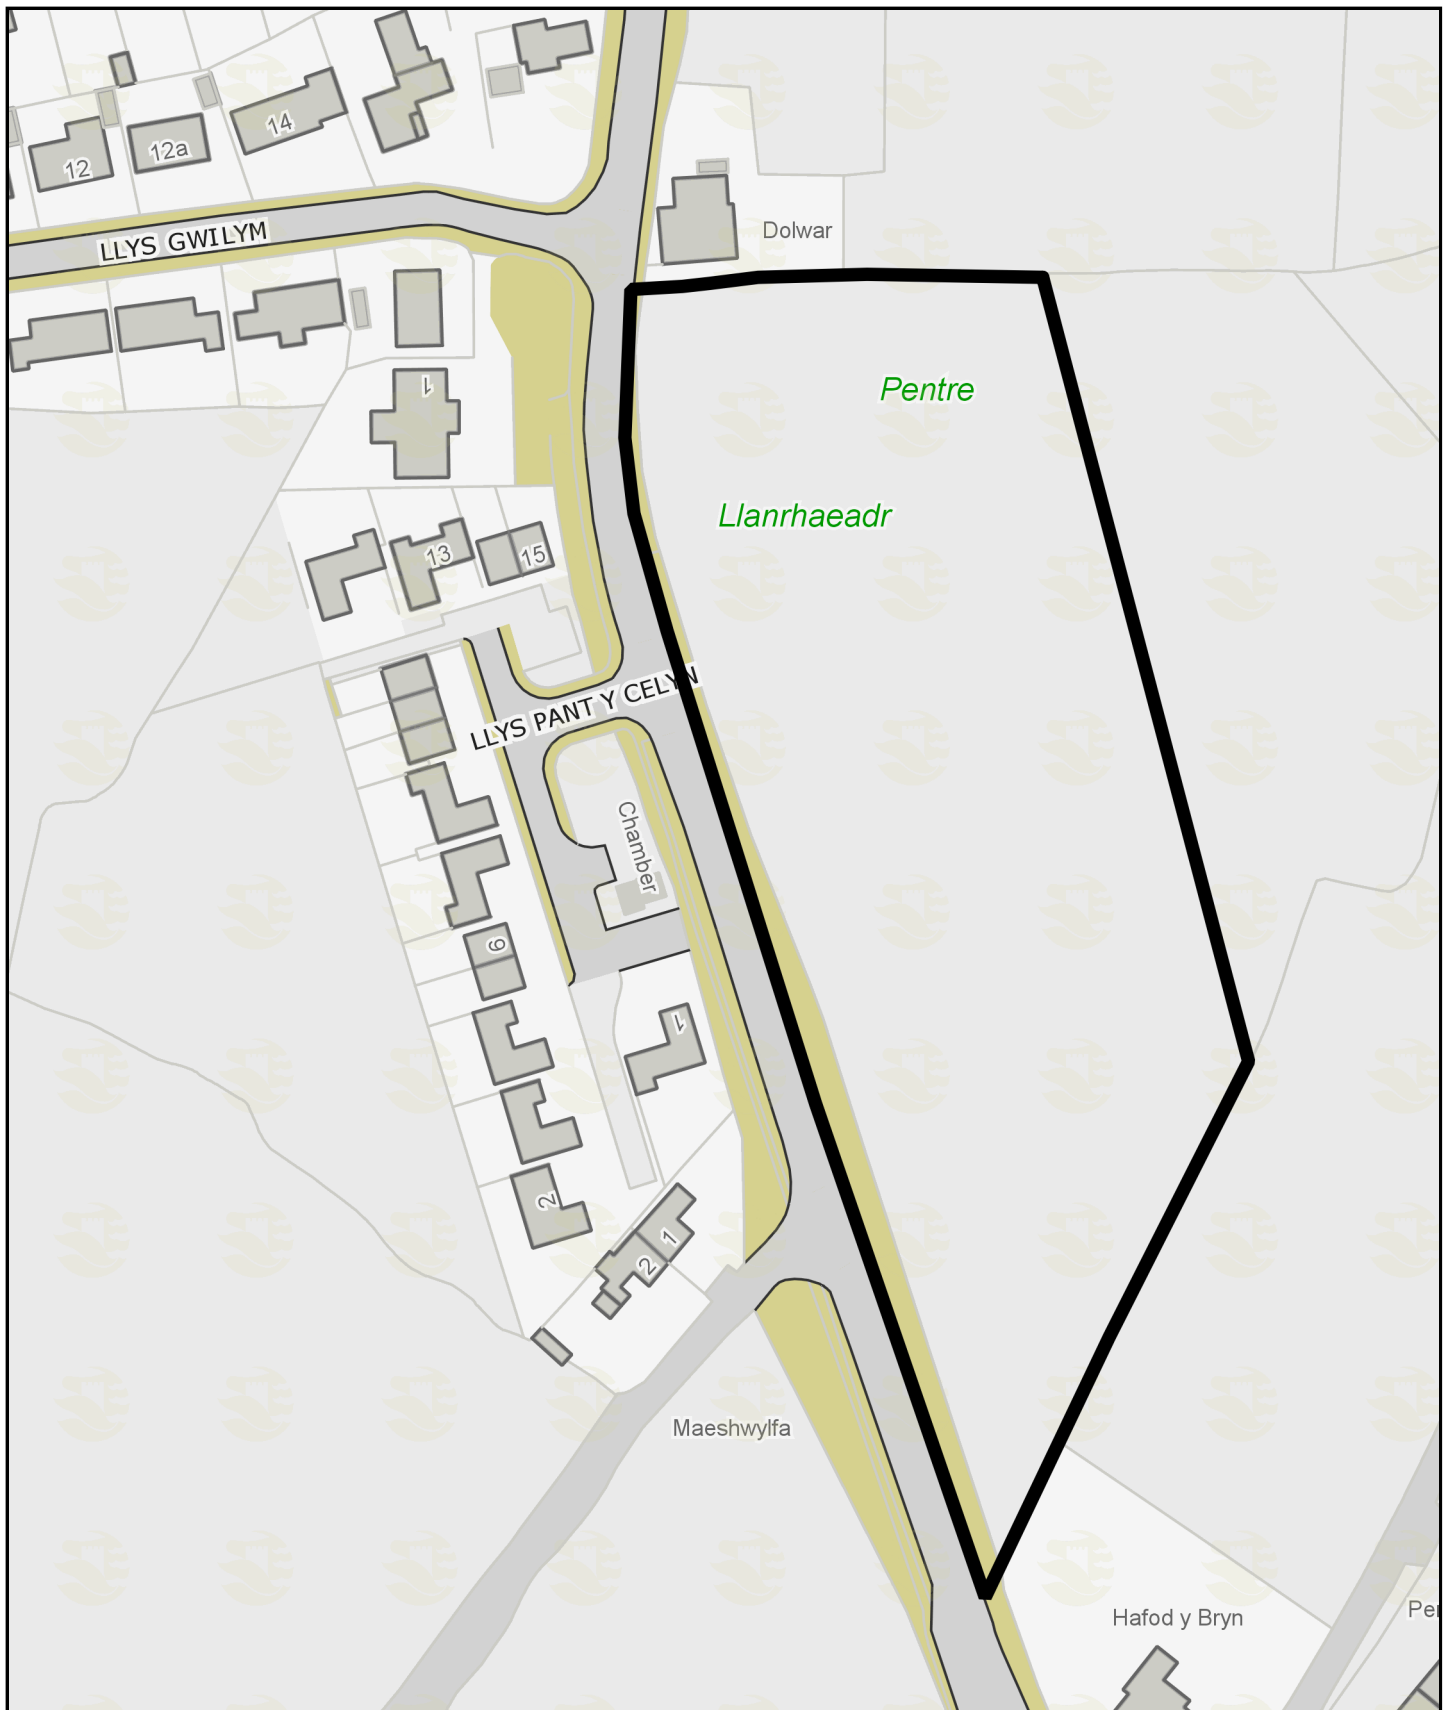 14
12a
12
LLYS GWILYM
Dolwar
1
Pentre
Llanrhaeadr
13
15
LLYS PANT Y CELYN
Chamber
6
1
2
1
2
Maeshwylfa
Hafod y Bryn